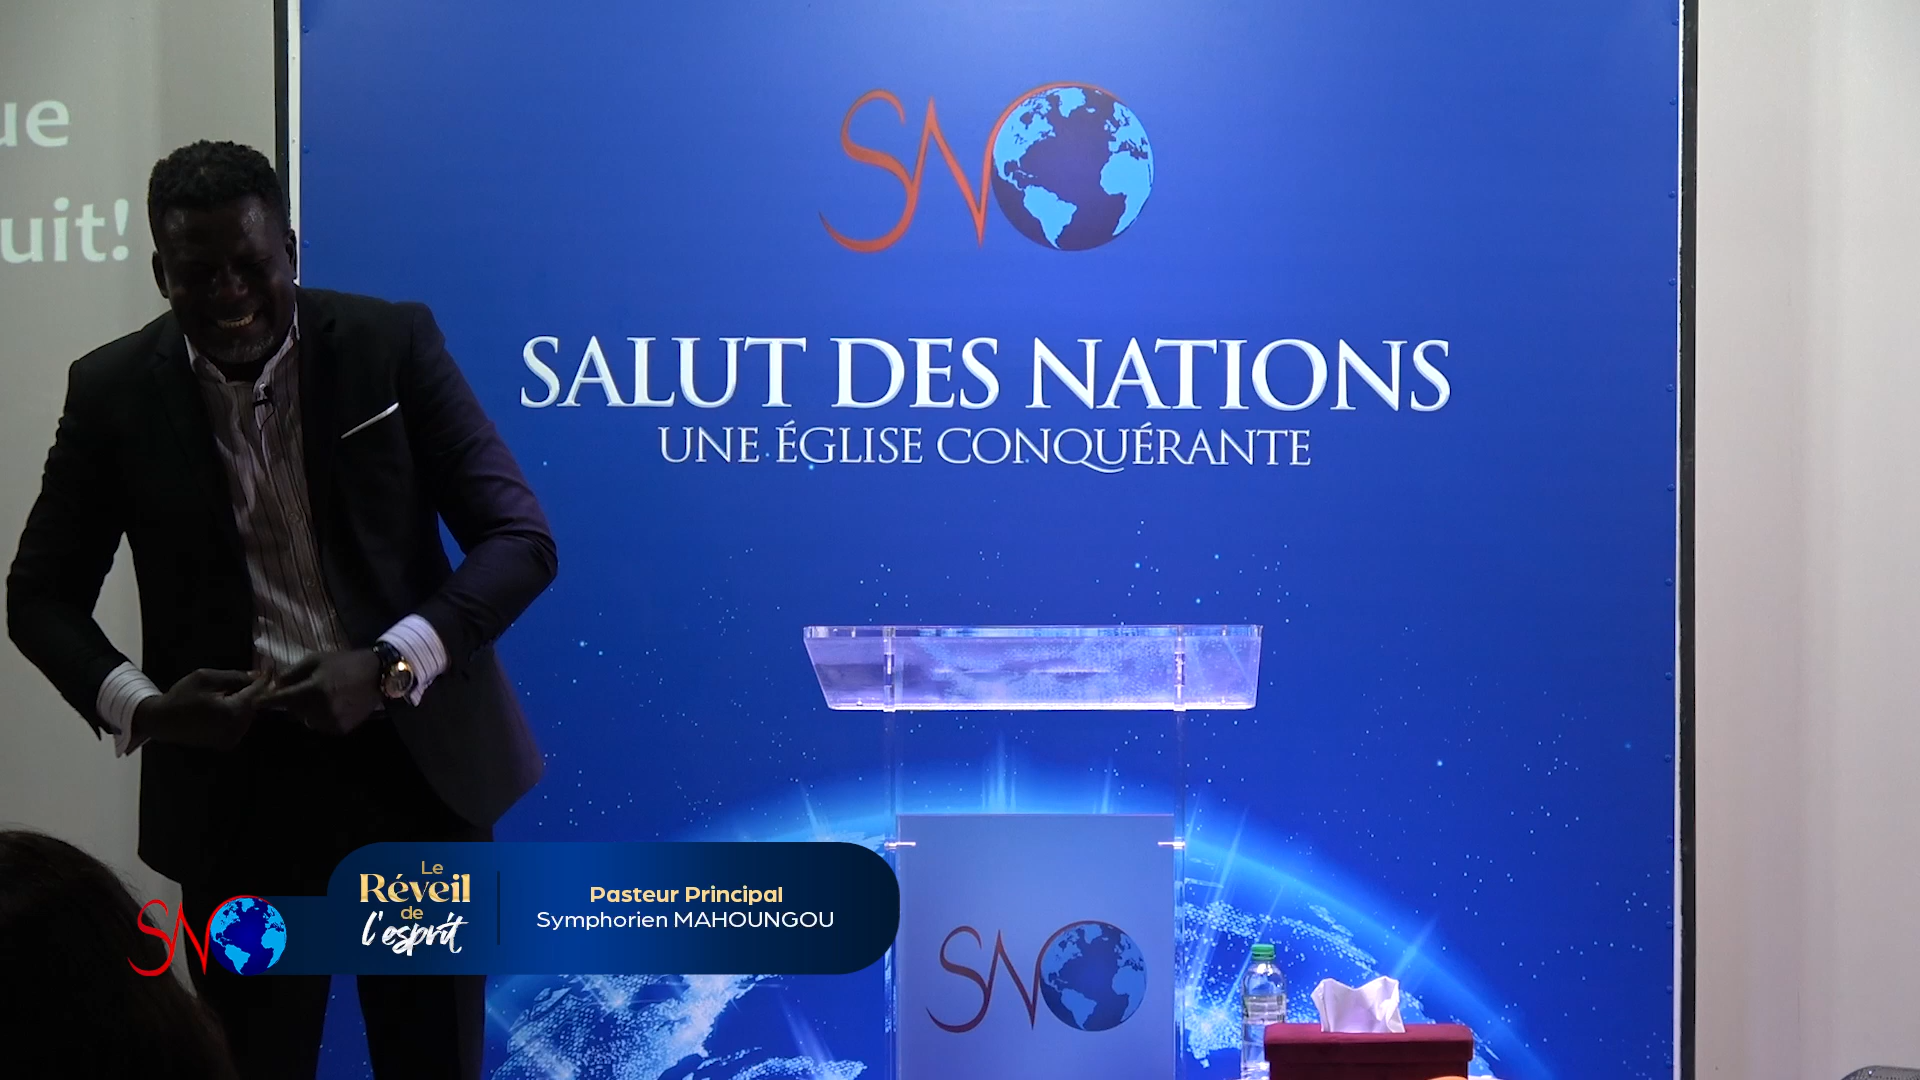 ue
uit!
SN
SALUT DES NATIONS
UNE ÉGLISE CONQUÉRANTE
Le
Réveil
de
l'esprit
Pasteur Principal
Symphorien MAHOUNGOU
SN
SN